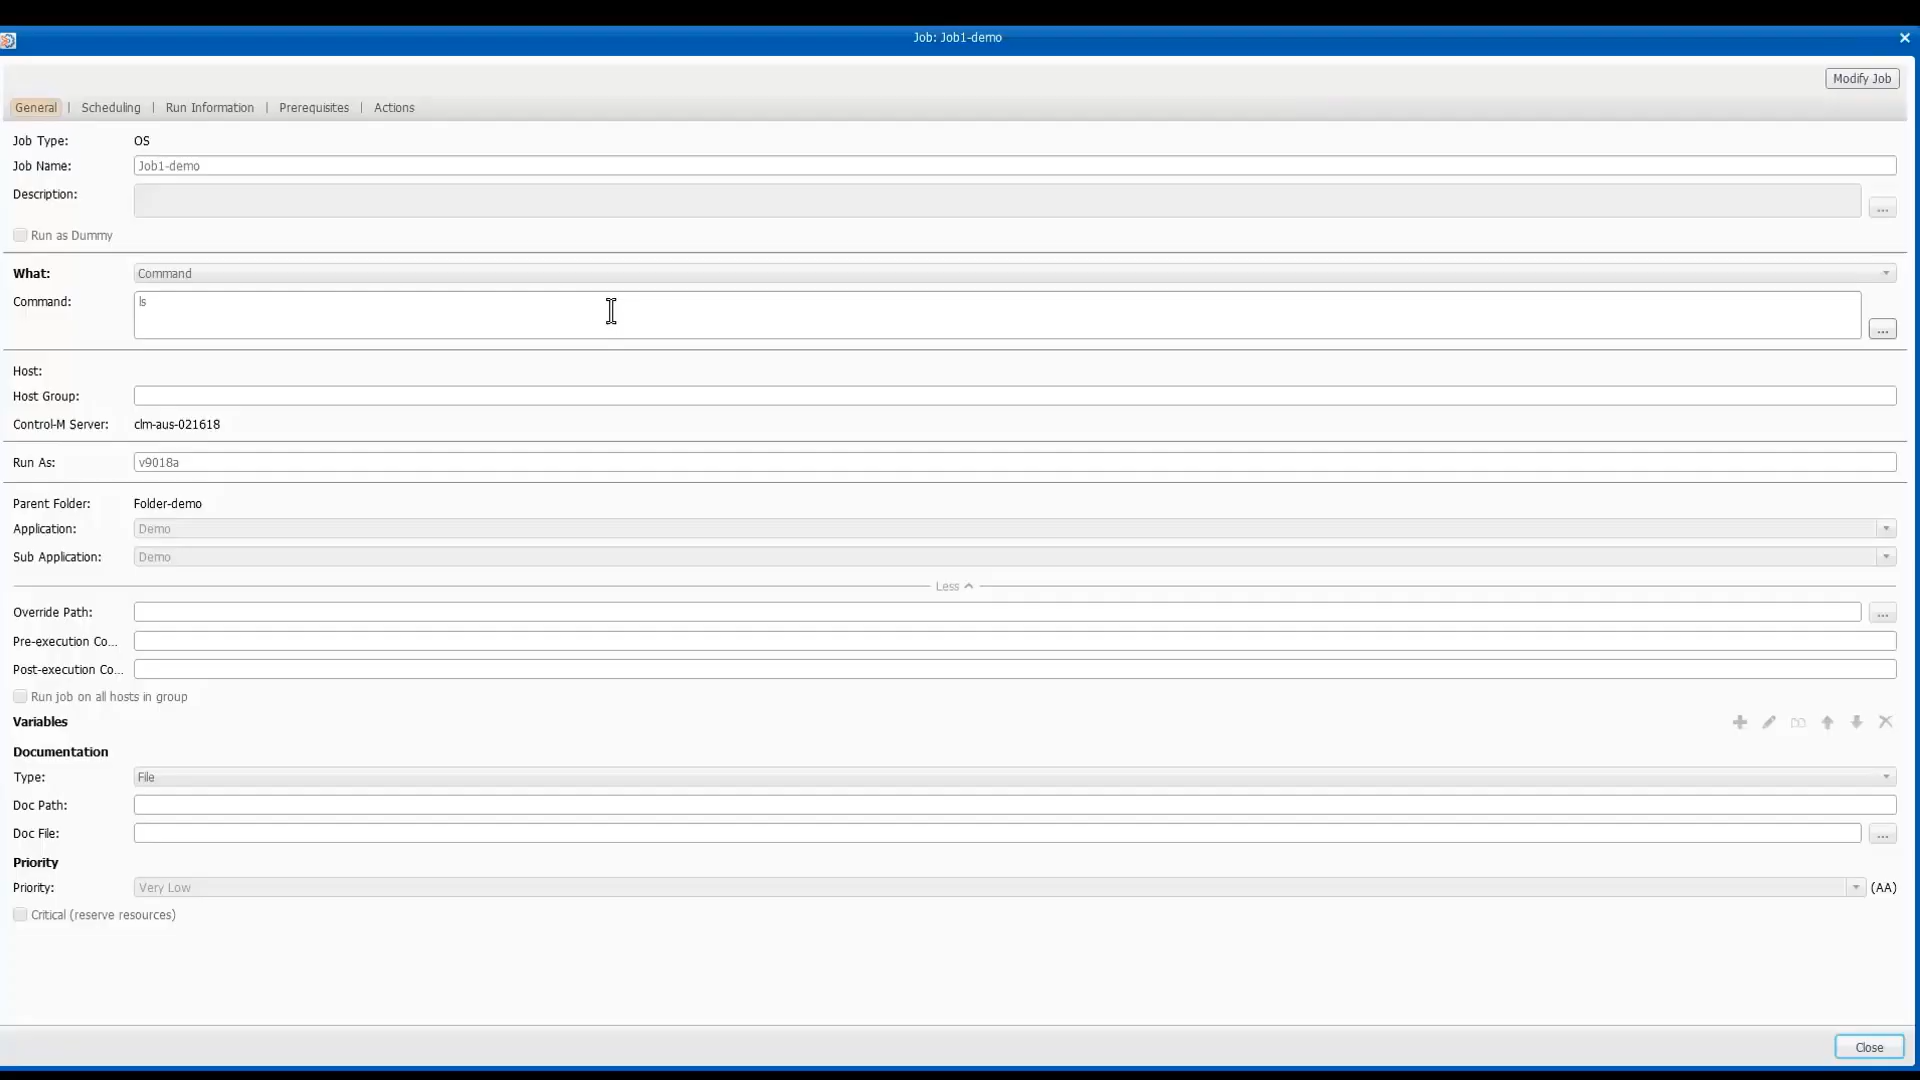 Job: Job1-demo
Modify Job
General | Scheduling | Run Information | Prerequisites | Actions
Job Type: OS
Job Name: Job1-demo
Description:
...
Run as Dummy
What: Command
Command: ls
...
Host:
Host Group:
Control-M Server: clm-aus-021618
Run As: v9018a
Parent Folder: Folder-demo
Application: Demo
Sub Application: Demo
Less
Override Path: ...
Pre-execution Co...
Post-execution Co...
Run job on all hosts in group
Variables
Documentation
Type: File
Doc Path:
Doc File: ...
Priority
Priority: Very Low (AA)
Critical (reserve resources)
Close